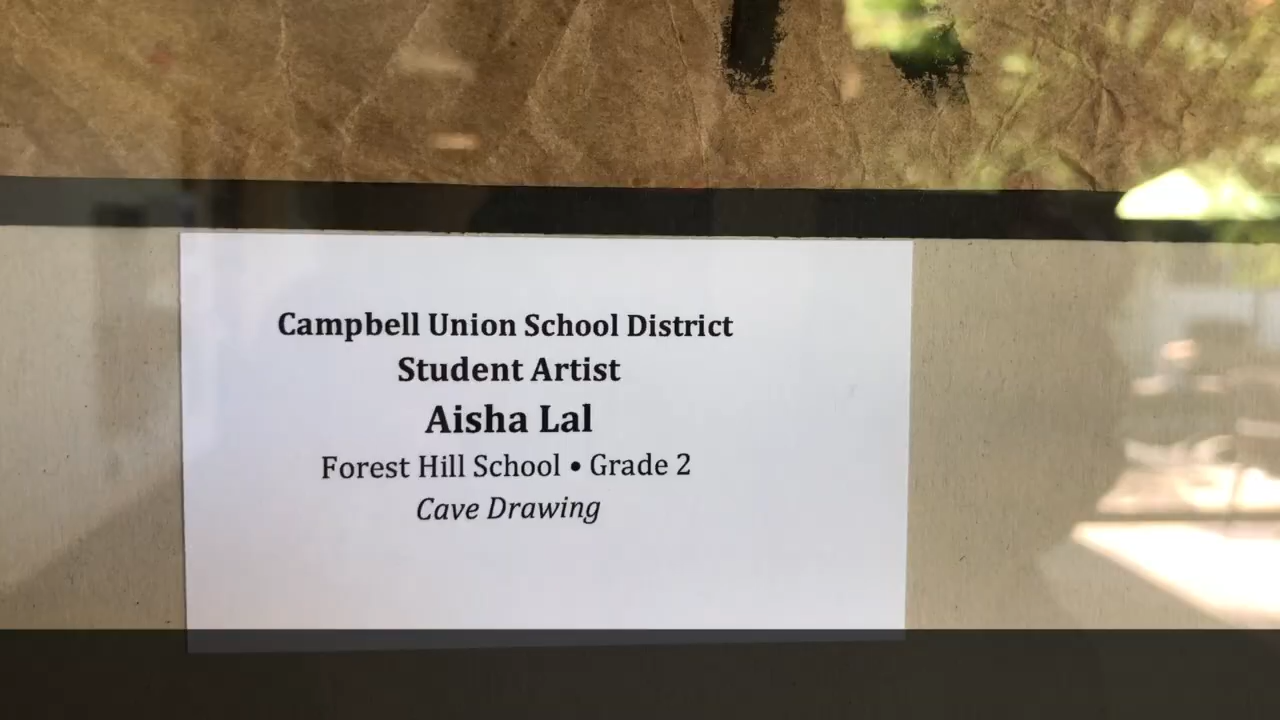 Campbell Union School District
Student Artist
Aisha Lal
Forest Hill School • Grade 2
Cave Drawing